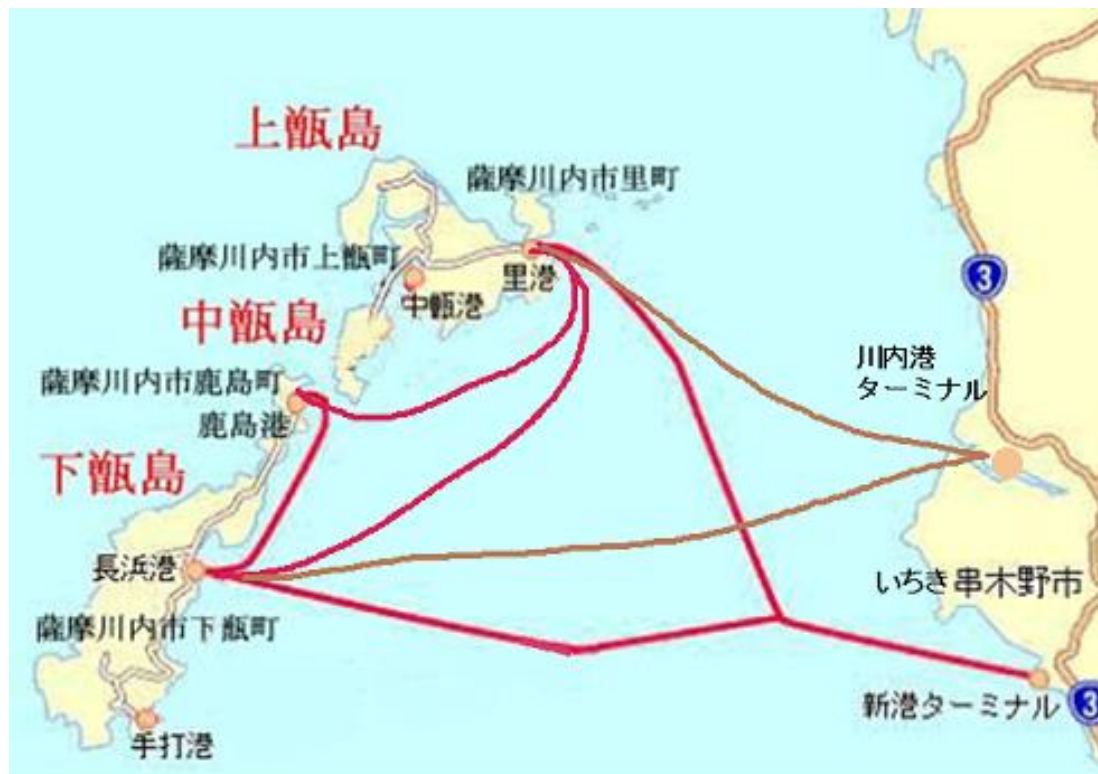 上甑島
薩摩川内市里町
薩摩川内市上甑町
里港
中甑港
中甑島
3
川内港
ターミナル
薩摩川内市鹿島町
鹿島港
下甑島
長浜港
いちき串木野市
薩摩川内市下甑町
新港ターミナル
3
手打港